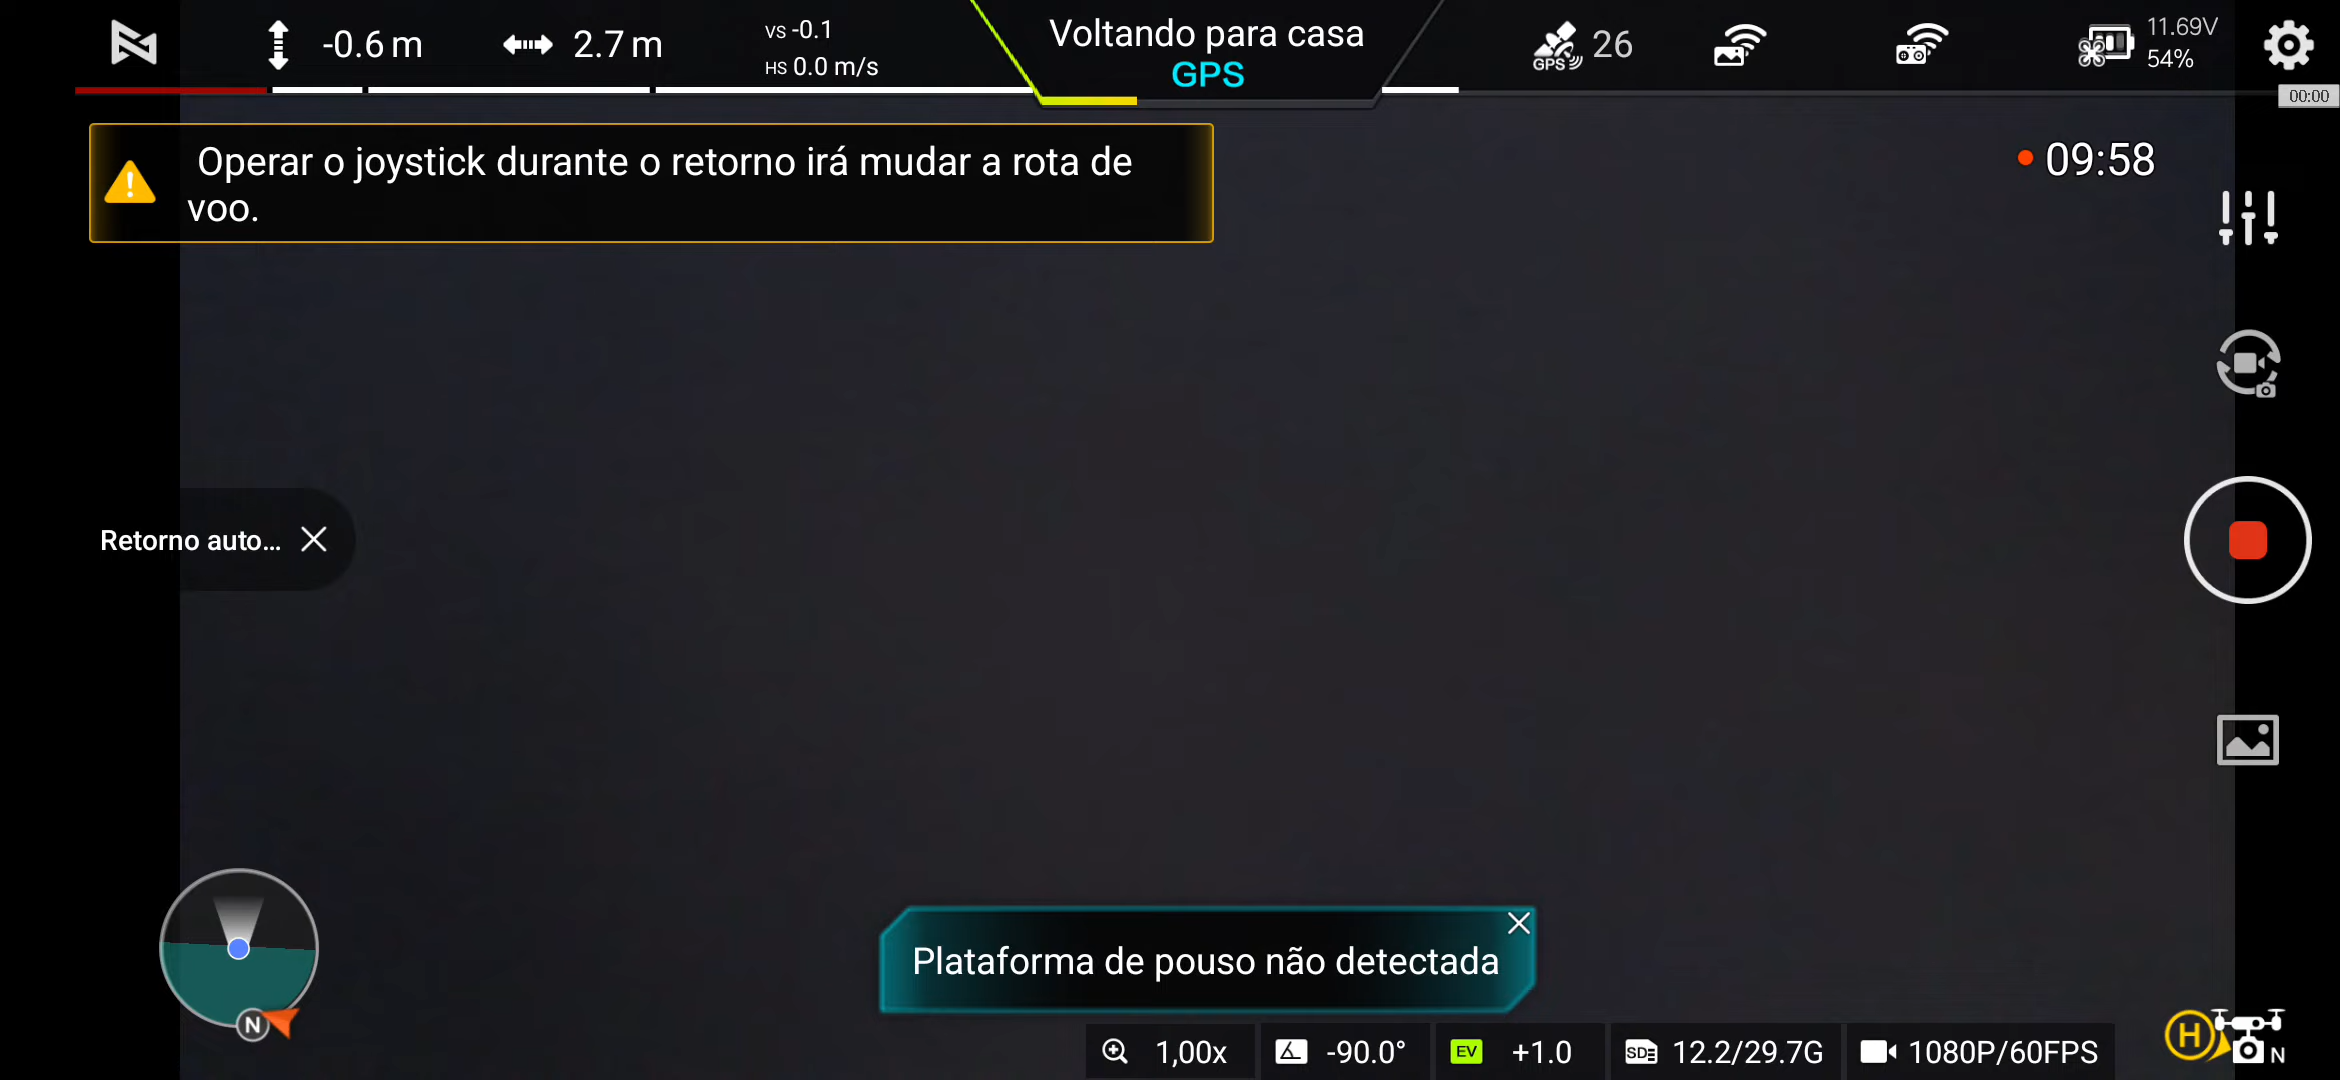 -0.6 m
2.7 m
VS -0.1
HS 0.0 m/s
Voltando para casa
GPS
GPS
26
11.69V
54%
00:00
Operar o joystick durante o retorno irá mudar a rota de
voo.
09:58
Retorno auto...
Plataforma de pouso não detectada
N
1,00x
-90.0°
EV
+1.0
SD
12.2/29.7G
1080P/60FPS
H
N